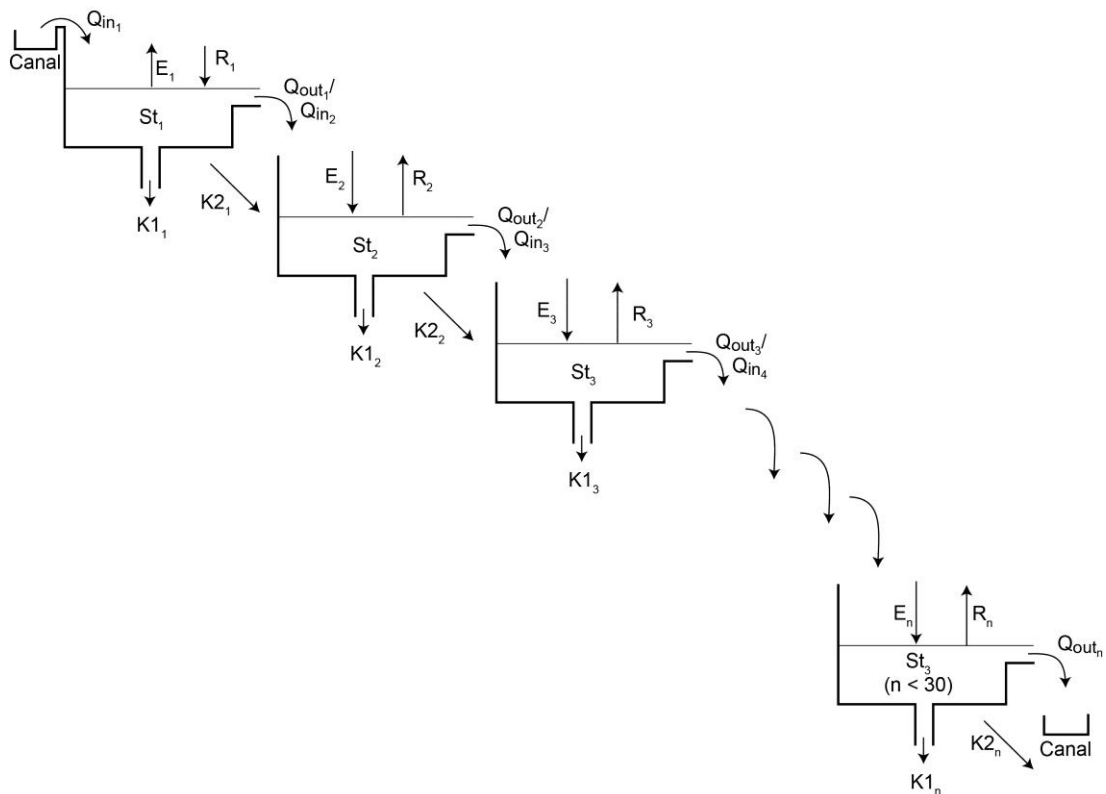 Qin₁
Canal
E₁
R₁
Qout₁/
Qin₂
St₁
K1₁
K2₁
E₂
R₂
Qout₂/
Qin₃
St₂
K1₂
K2₂
E₃
R₃
Qout₃/
Qin₄
St₃
K1₃
Eₙ
Rₙ
Qoutₙ
St₃
(n < 30)
K1ₙ
K2ₙ
Canal